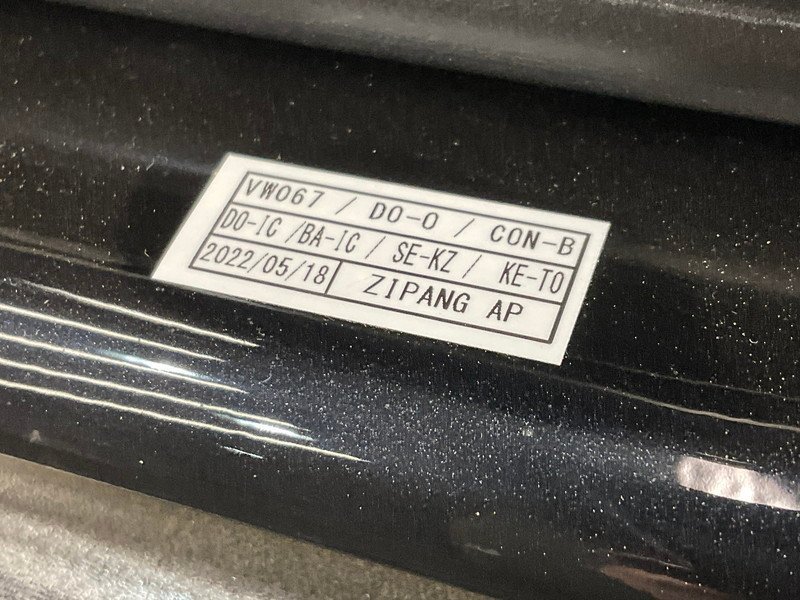 VW067 / DO-O / CON-B
DO-IC /BA-IC / SE-KZ / KE-TO
2022/05/18 ZIPANG AP